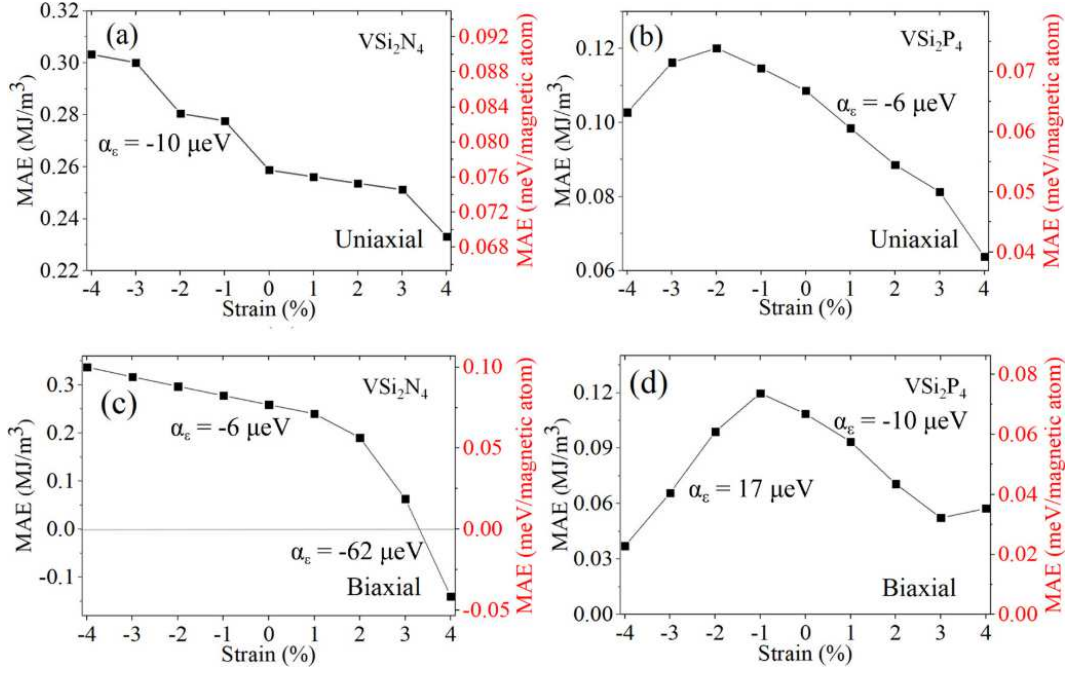 (a)
VSi₂N₄
αε = -10 μeV
Uniaxial
MAE (MJ/m³)
0.32
0.30
0.28
0.26
0.24
0.22
MAE (meV/magnetic atom)
0.092
0.088
0.084
0.080
0.076
0.072
0.068
-4 -3 -2 -1 0 1 2 3 4
Strain (%)
(b)
VSi₂P₄
αε = -6 μeV
Uniaxial
MAE (MJ/m³)
0.12
0.10
0.08
0.06
MAE (meV/magnetic atom)
0.07
0.06
0.05
0.04
-4 -3 -2 -1 0 1 2 3 4
Strain (%)
(c)
VSi₂N₄
αε = -6 μeV
αε = -62 μeV
Biaxial
MAE (MJ/m³)
0.3
0.2
0.1
0.0
-0.1
MAE (meV/magnetic atom)
0.10
0.05
0.00
-0.05
-4 -3 -2 -1 0 1 2 3 4
Strain (%)
(d)
VSi₂P₄
αε = -10 μeV
αε = 17 μeV
Biaxial
MAE (MJ/m³)
0.12
0.09
0.06
0.03
0.00
MAE (meV/magnetic atom)
0.08
0.06
0.04
0.02
0.00
-4 -3 -2 -1 0 1 2 3 4
Strain (%)